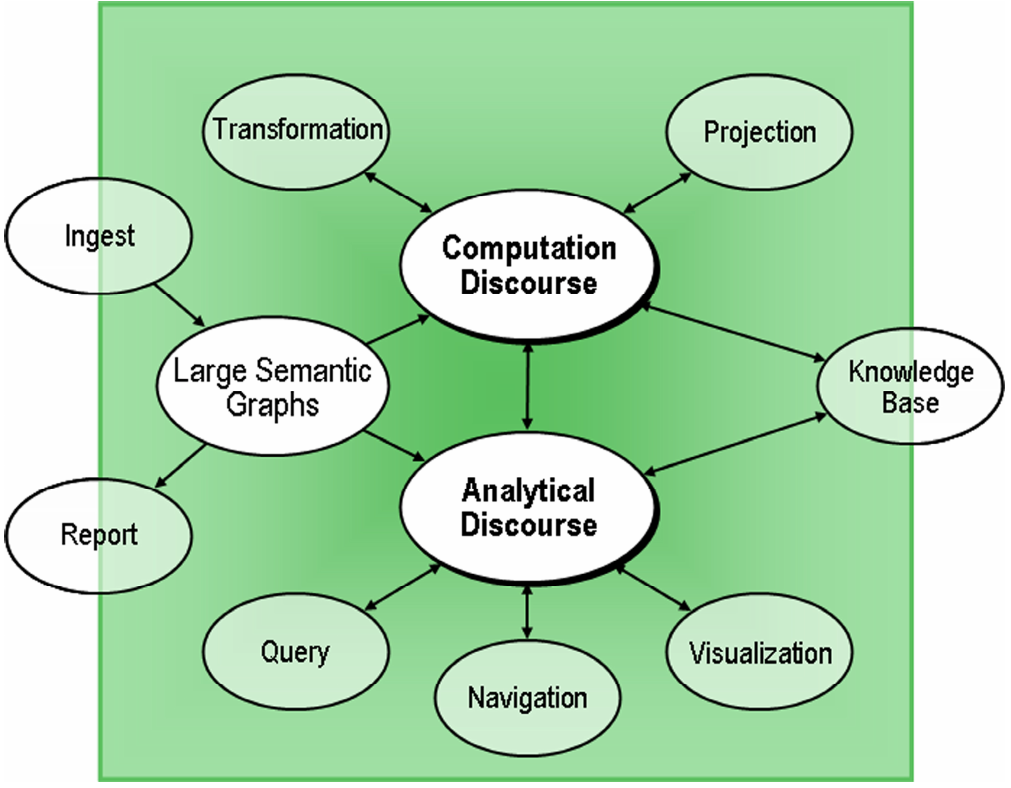 Transformation
Projection
Ingest
Computation
Discourse
Large Semantic
Graphs
Knowledge
Base
Analytical
Discourse
Report
Query
Navigation
Visualization